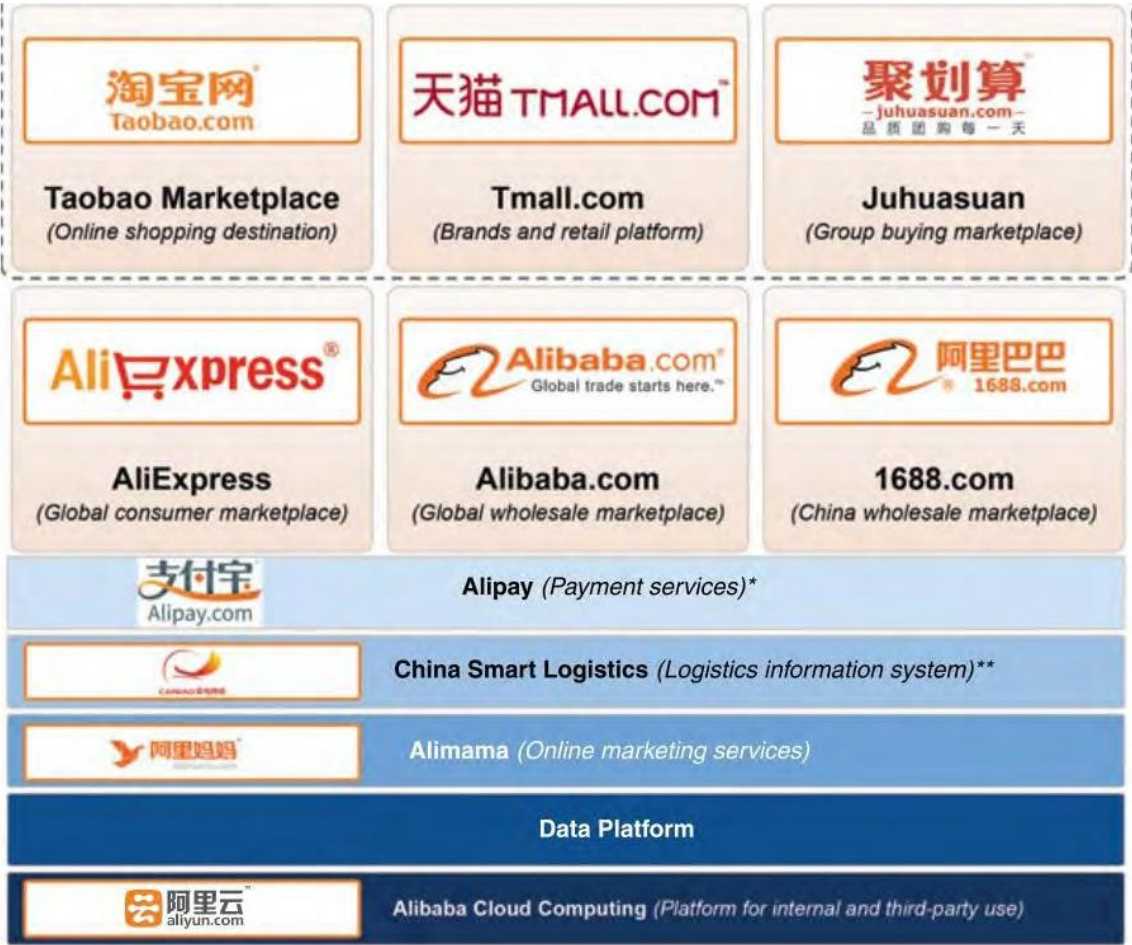 淘宝网
Taobao.com
Taobao Marketplace
(Online shopping destination)
天猫 TMALL.COM™
Tmall.com
(Brands and retail platform)
聚划算
juhuasuan.com
品质团购每一天
Juhuasuan
(Group buying marketplace)
AliExpress®
AliExpress
(Global consumer marketplace)
Alibaba.com®
Global trade starts here.™
Alibaba.com
(Global wholesale marketplace)
阿里巴巴
® 1688.com
1688.com
(China wholesale marketplace)
支付宝
Alipay.com
Alipay (Payment services)*
CAINIAO
China Smart Logistics (Logistics information system)**
阿里妈妈
Alimama (Online marketing services)
Data Platform
阿里云
aliyun.com
Alibaba Cloud Computing (Platform for internal and third-party use)